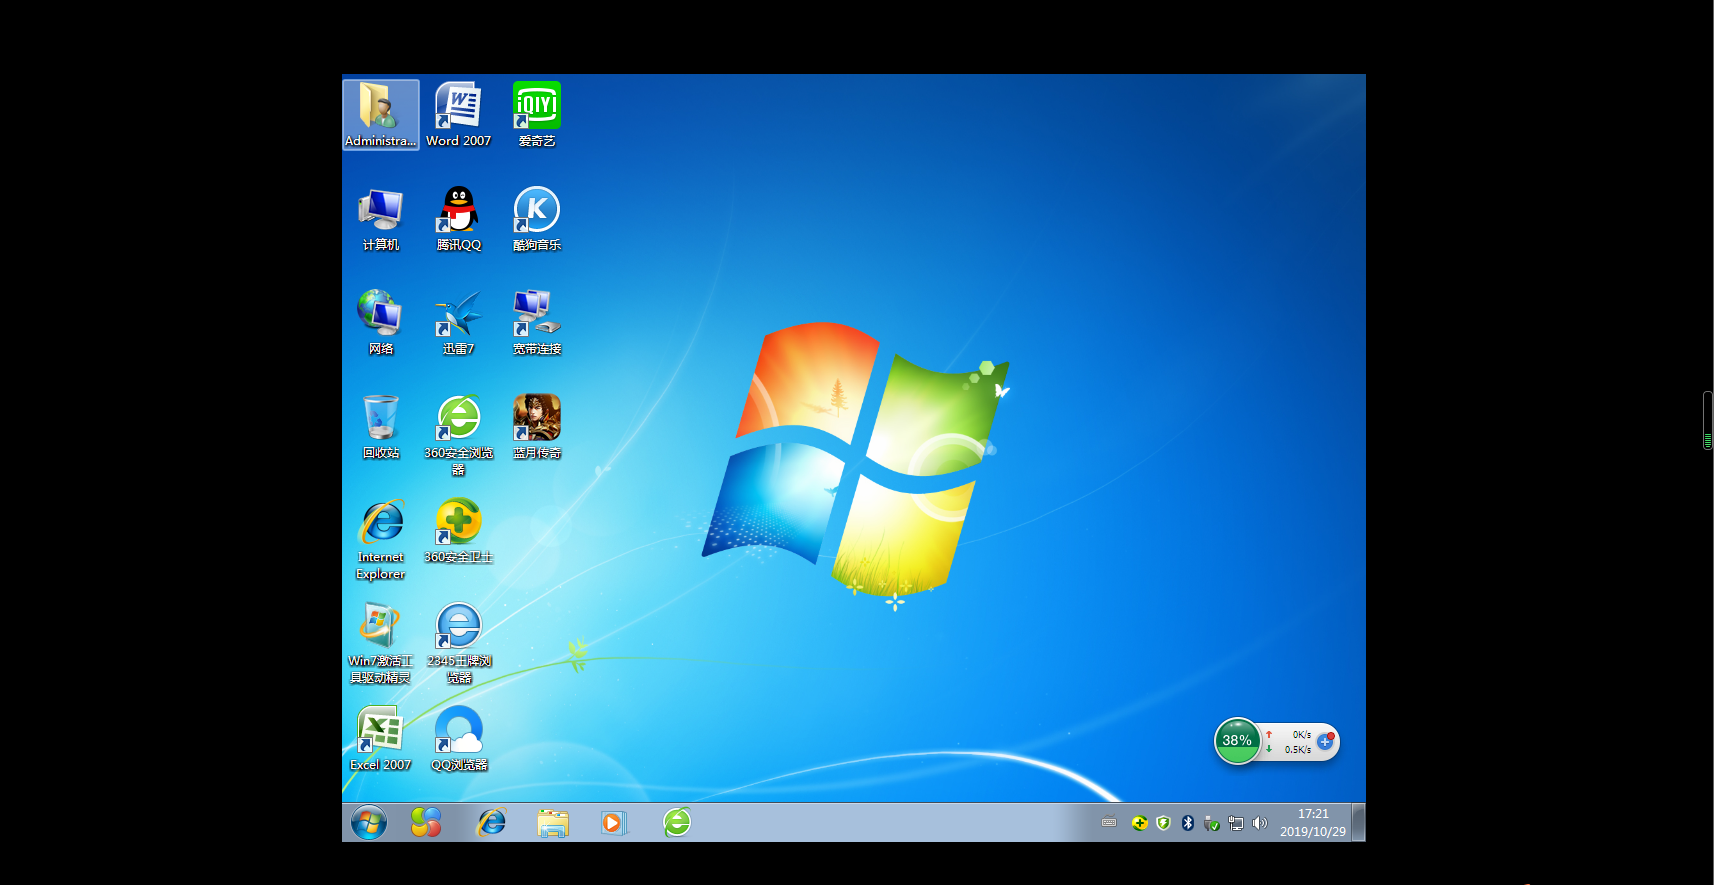 Administra...
Word 2007
iQIYI
爱奇艺
计算机
腾讯QQ
K
酷狗音乐
网络
迅雷7
宽带连接
回收站
360安全浏览
器
蓝月传奇
Internet
Explorer
360安全卫士
Win7激活工
具驱动精灵
2345王牌浏
览器
Excel 2007
QQ浏览器
38%
0K/s
0.5K/s
17:21
2019/10/29